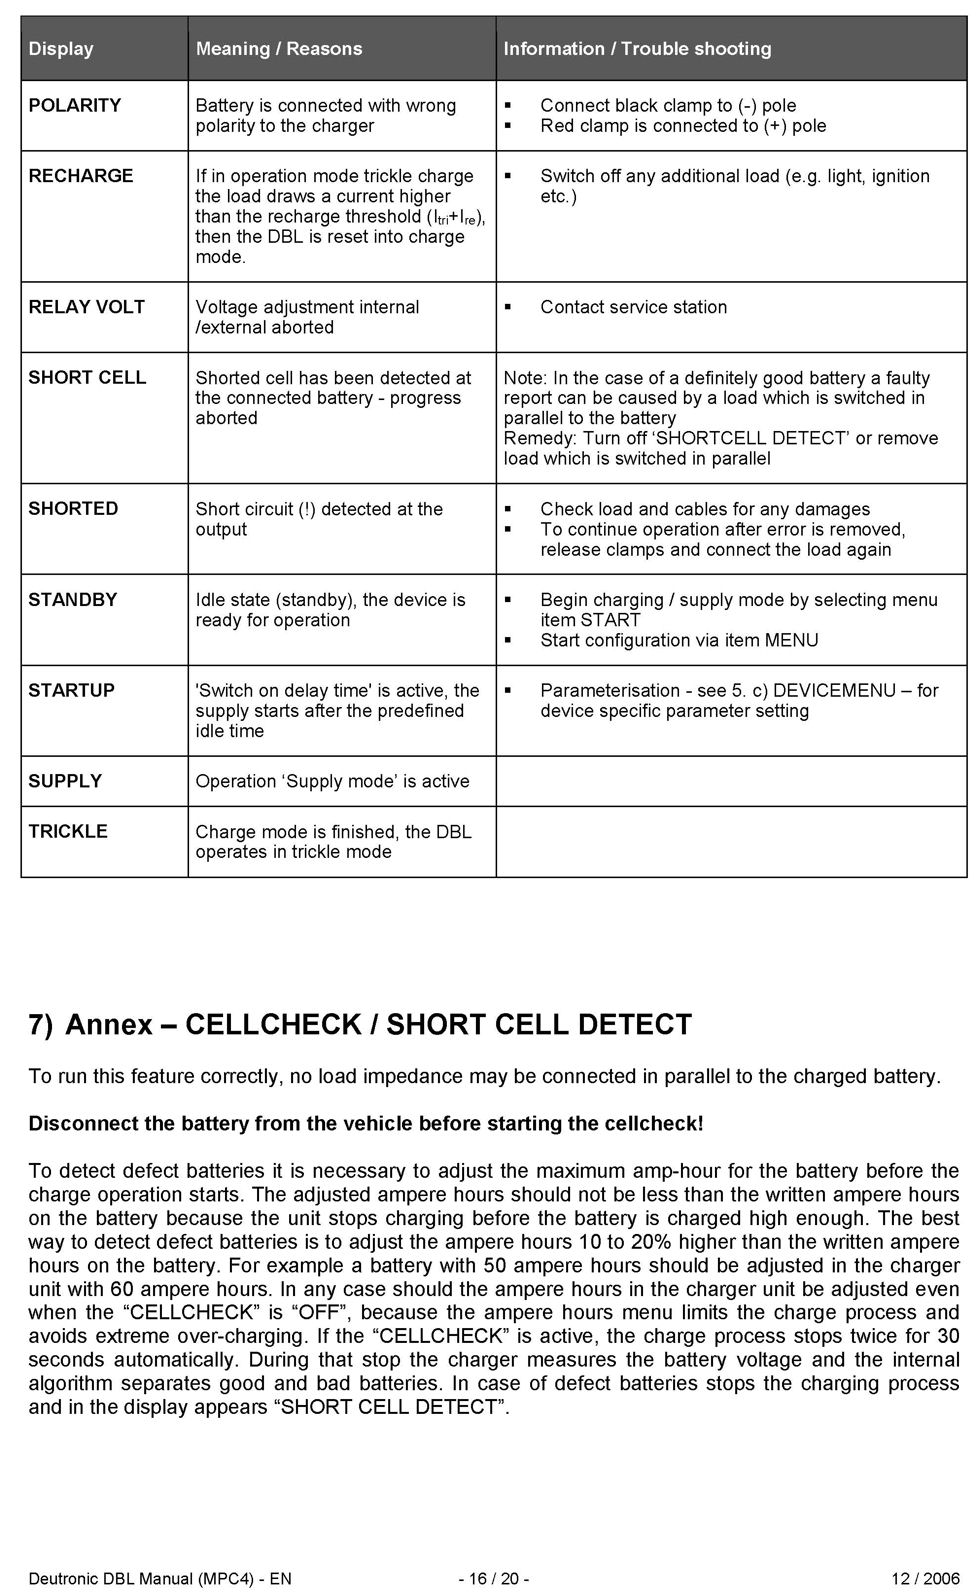 Display Meaning / Reasons Information / Trouble shooting
POLARITY Battery is connected with wrong
polarity to the charger
▪ Connect black clamp to (-) pole
▪ Red clamp is connected to (+) pole
RECHARGE If in operation mode trickle charge
the load draws a current higher
than the recharge threshold (Itri+Ire),
then the DBL is reset into charge
mode.
▪ Switch off any additional load (e.g. light, ignition
etc.)
RELAY VOLT Voltage adjustment internal
/external aborted
▪ Contact service station
SHORT CELL Shorted cell has been detected at
the connected battery - progress
aborted
Note: In the case of a definitely good battery a faulty
report can be caused by a load which is switched in
parallel to the battery
Remedy: Turn off ‘SHORTCELL DETECT’ or remove
load which is switched in parallel
SHORTED Short circuit (!) detected at the
output
▪ Check load and cables for any damages
▪ To continue operation after error is removed,
release clamps and connect the load again
STANDBY Idle state (standby), the device is
ready for operation
▪ Begin charging / supply mode by selecting menu
item START
▪ Start configuration via item MENU
STARTUP 'Switch on delay time' is active, the
supply starts after the predefined
idle time
▪ Parameterisation - see 5. c) DEVICEMENU – for
device specific parameter setting
SUPPLY Operation ‘Supply mode’ is active
TRICKLE Charge mode is finished, the DBL
operates in trickle mode
7) Annex – CELLCHECK / SHORT CELL DETECT
To run this feature correctly, no load impedance may be connected in parallel to the charged battery.
Disconnect the battery from the vehicle before starting the cellcheck!
To detect defect batteries it is necessary to adjust the maximum amp-hour for the battery before the
charge operation starts. The adjusted ampere hours should not be less than the written ampere hours
on the battery because the unit stops charging before the battery is charged high enough. The best
way to detect defect batteries is to adjust the ampere hours 10 to 20% higher than the written ampere
hours on the battery. For example a battery with 50 ampere hours should be adjusted in the charger
unit with 60 ampere hours. In any case should the ampere hours in the charger unit be adjusted even
when the “CELLCHECK” is “OFF”, because the ampere hours menu limits the charge process and
avoids extreme over-charging. If the “CELLCHECK” is active, the charge process stops twice for 30
seconds automatically. During that stop the charger measures the battery voltage and the internal
algorithm separates good and bad batteries. In case of defect batteries stops the charging process
and in the display appears “SHORT CELL DETECT”.
Deutronic DBL Manual (MPC4) - EN - 16 / 20 - 12 / 2006